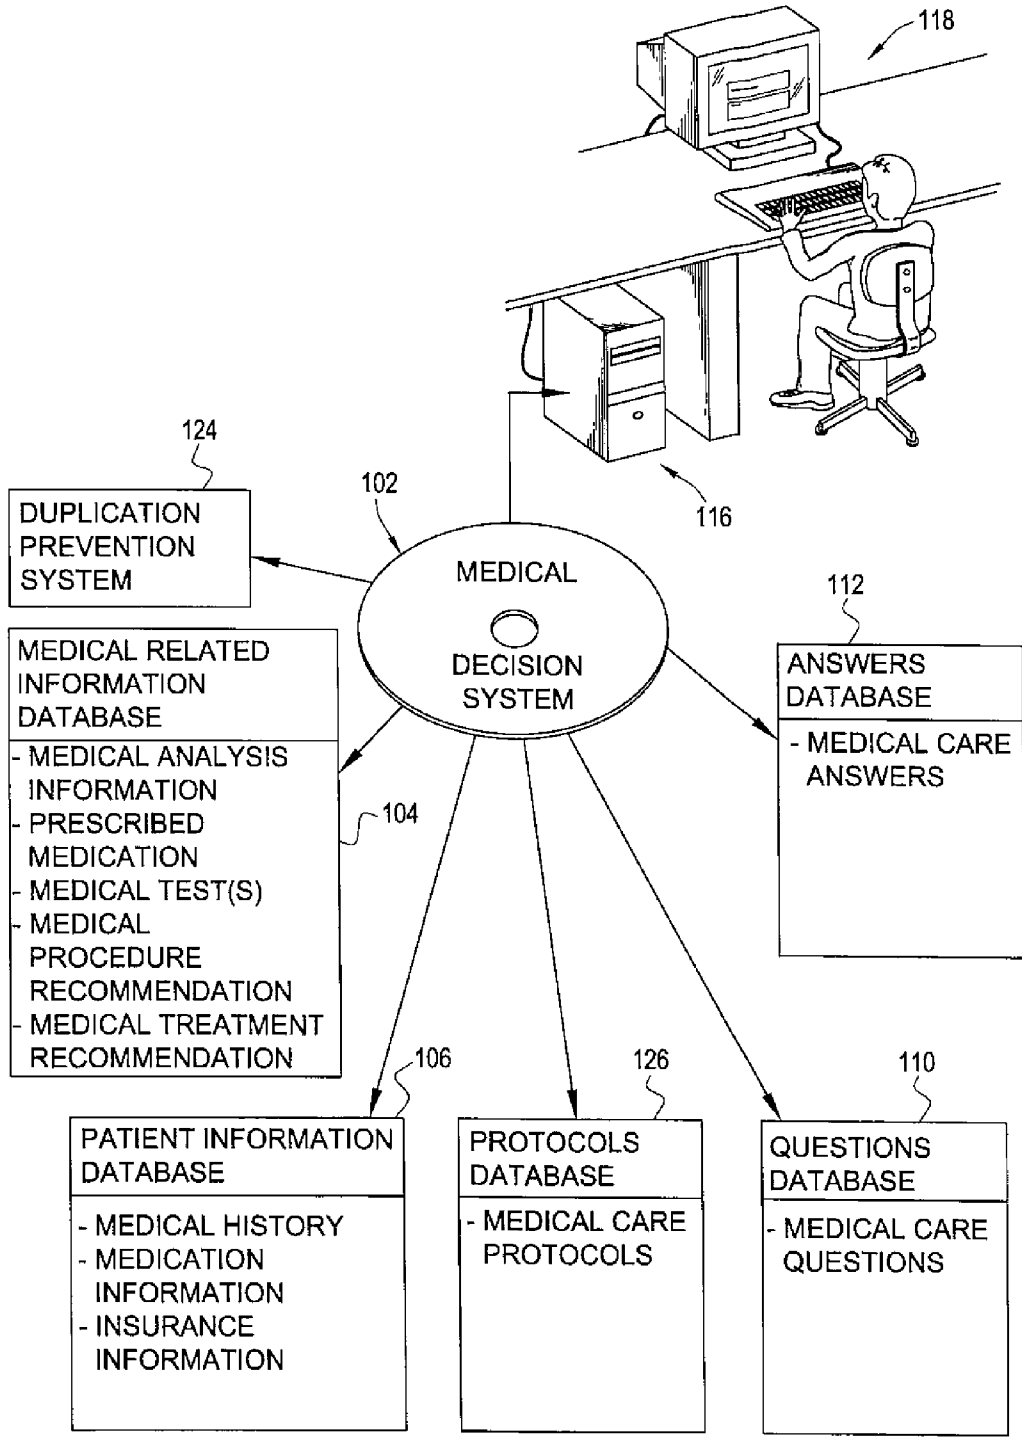 118
116
124
DUPLICATION
PREVENTION
SYSTEM
102
MEDICAL
DECISION
SYSTEM
112
ANSWERS
DATABASE
- MEDICAL CARE
ANSWERS
MEDICAL RELATED
INFORMATION
DATABASE
- MEDICAL ANALYSIS
INFORMATION
- PRESCRIBED
MEDICATION
- MEDICAL TEST(S)
- MEDICAL
PROCEDURE
RECOMMENDATION
- MEDICAL TREATMENT
RECOMMENDATION
104
106
PATIENT INFORMATION
DATABASE
- MEDICAL HISTORY
- MEDICATION
INFORMATION
- INSURANCE
INFORMATION
126
PROTOCOLS
DATABASE
- MEDICAL CARE
PROTOCOLS
110
QUESTIONS
DATABASE
- MEDICAL CARE
QUESTIONS